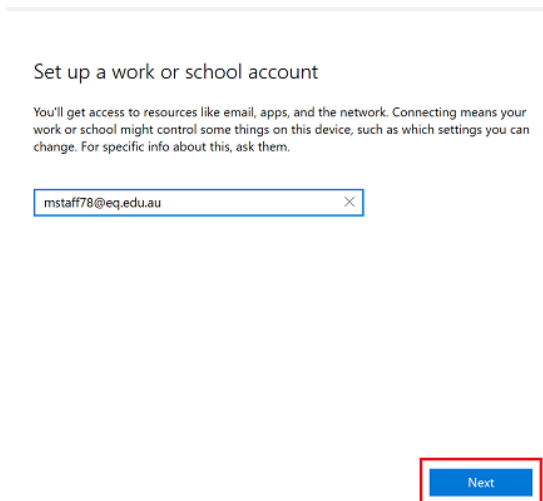 Set up a work or school account
You'll get access to resources like email, apps, and the network. Connecting means your
work or school might control some things on this device, such as which settings you can
change. For specific info about this, ask them.
mstaff78@eq.edu.au
Next